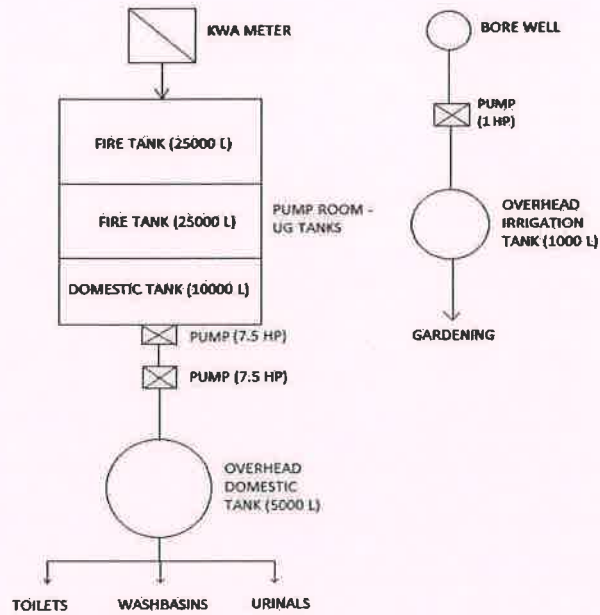 KWA METER
FIRE TANK (25000 L)
FIRE TANK (25000 L)
PUMP ROOM -
UG TANKS
DOMESTIC TANK (10000 L)
PUMP (7.5 HP)
PUMP (7.5 HP)
OVERHEAD
DOMESTIC
TANK (5000 L)
TOILETS
WASHBASINS
URINALS
BORE WELL
PUMP
(1 HP)
OVERHEAD
IRRIGATION
TANK (1000 L)
GARDENING